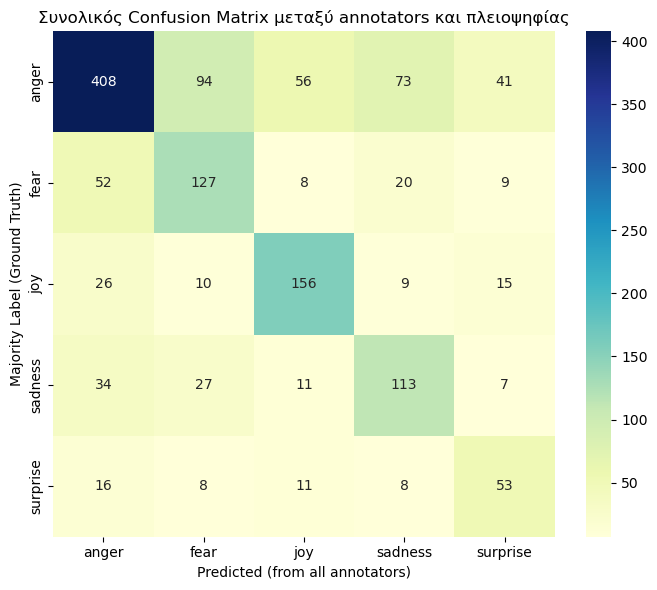 Συνολικός Confusion Matrix μεταξύ annotators και πλειοψηφίας
anger 408 94 56 73 41
fear 52 127 8 20 9
joy 26 10 156 9 15
sadness 34 27 11 113 7
surprise 16 8 11 8 53
anger fear joy sadness surprise
Predicted (from all annotators)
Majority Label (Ground Truth)
400
350
300
250
200
150
100
50